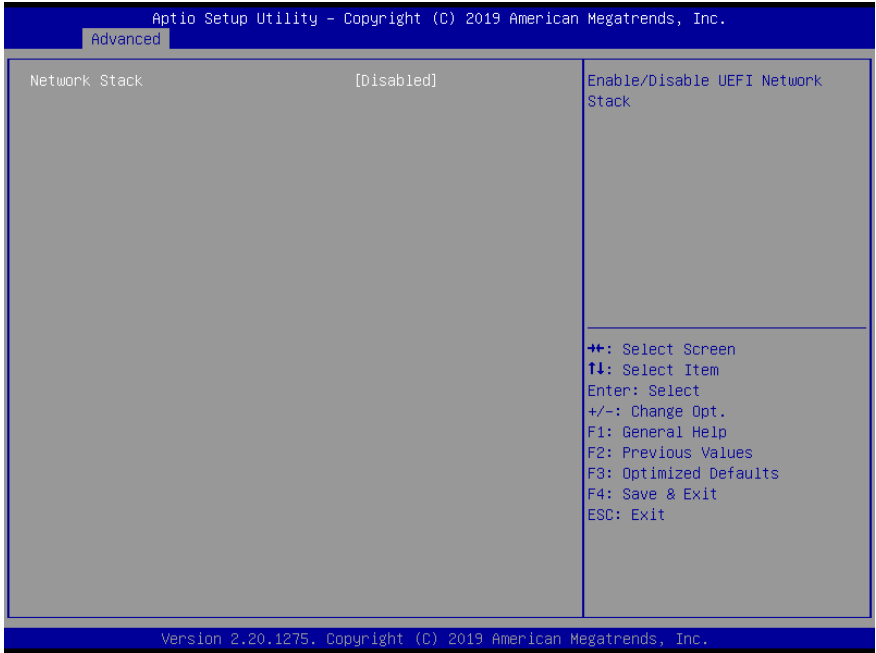 Aptio Setup Utility – Copyright (C) 2019 American Megatrends, Inc.
Advanced
Network Stack [Disabled]
Enable/Disable UEFI Network
Stack
→←: Select Screen
↑↓: Select Item
Enter: Select
+/-: Change Opt.
F1: General Help
F2: Previous Values
F3: Optimized Defaults
F4: Save & Exit
ESC: Exit
Version 2.20.1275. Copyright (C) 2019 American Megatrends, Inc.